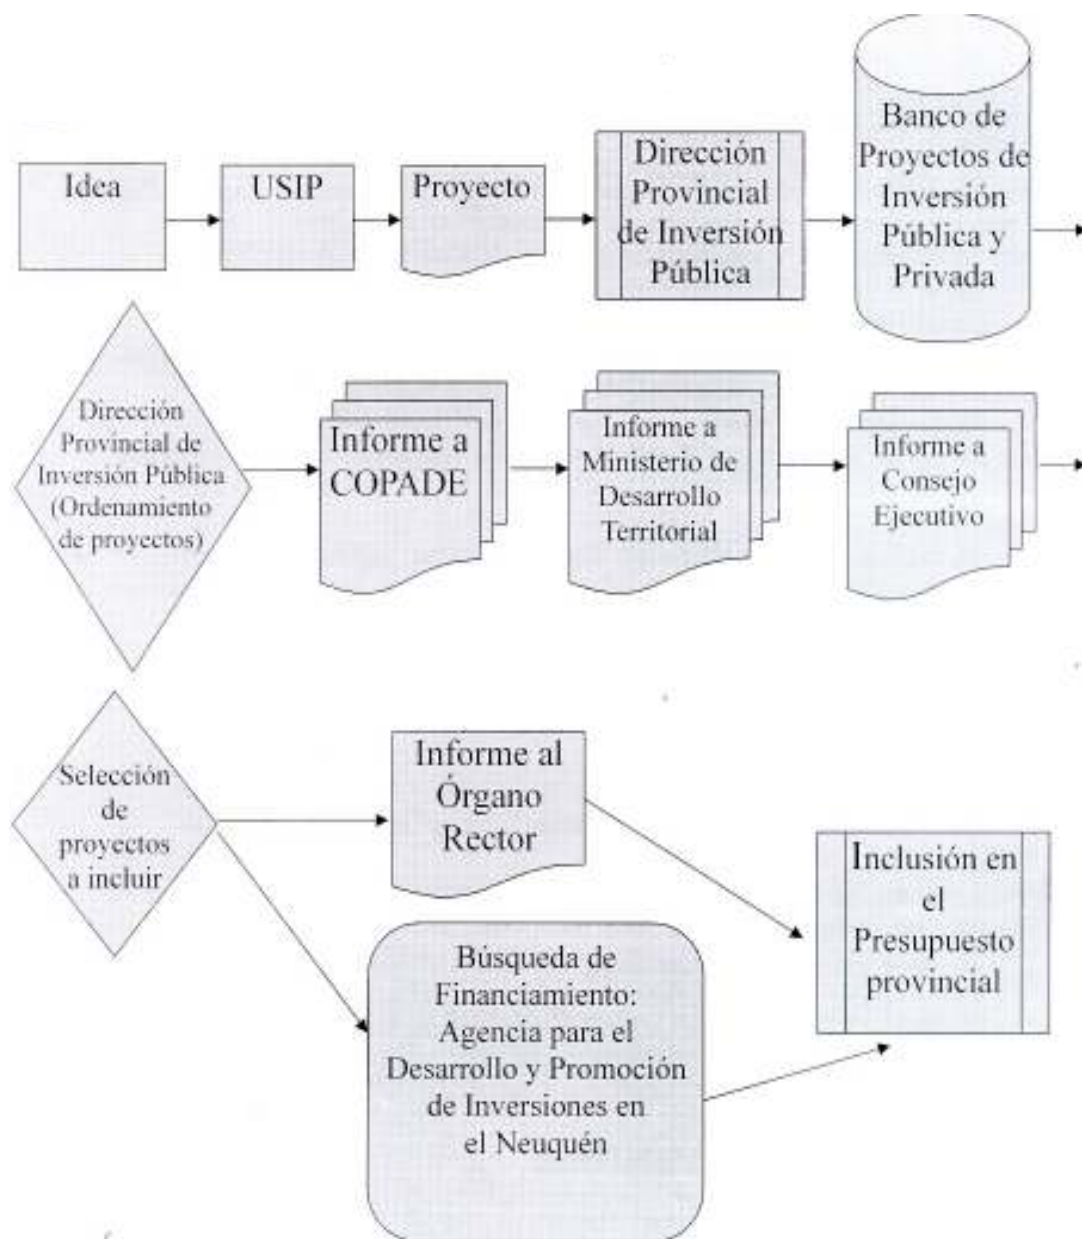 Idea
USIP
Proyecto
Dirección
Provincial
de Inversión
Pública
Banco de
Proyectos de
Inversión
Pública y
Privada
Dirección
Provincial de
Inversión Pública
(Ordenamiento
de proyectos)
Informe a
COPADE
Informe a
Ministerio de
Desarrollo
Territorial
Informe a
Consejo
Ejecutivo
Selección
de
proyectos
a incluir
Informe al
Órgano
Rector
Búsqueda de
Financiamiento:
Agencia para el
Desarrollo y Promoción
de Inversiones en
el Neuquén
Inclusión en
el
Presupuesto
provincial